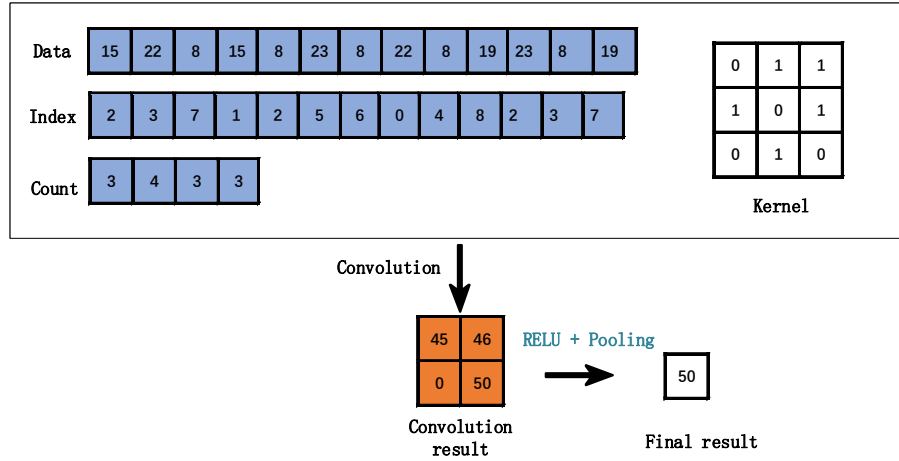 Data 15 22 8 15 8 23 8 22 8 19 23 8 19
Index 2 3 7 1 2 5 6 0 4 8 2 3 7
Count 3 4 3 3
0 1 1
1 0 1
0 1 0
Kernel
Convolution
45 46
0 50
RELU + Pooling
50
Convolution
result
Final result